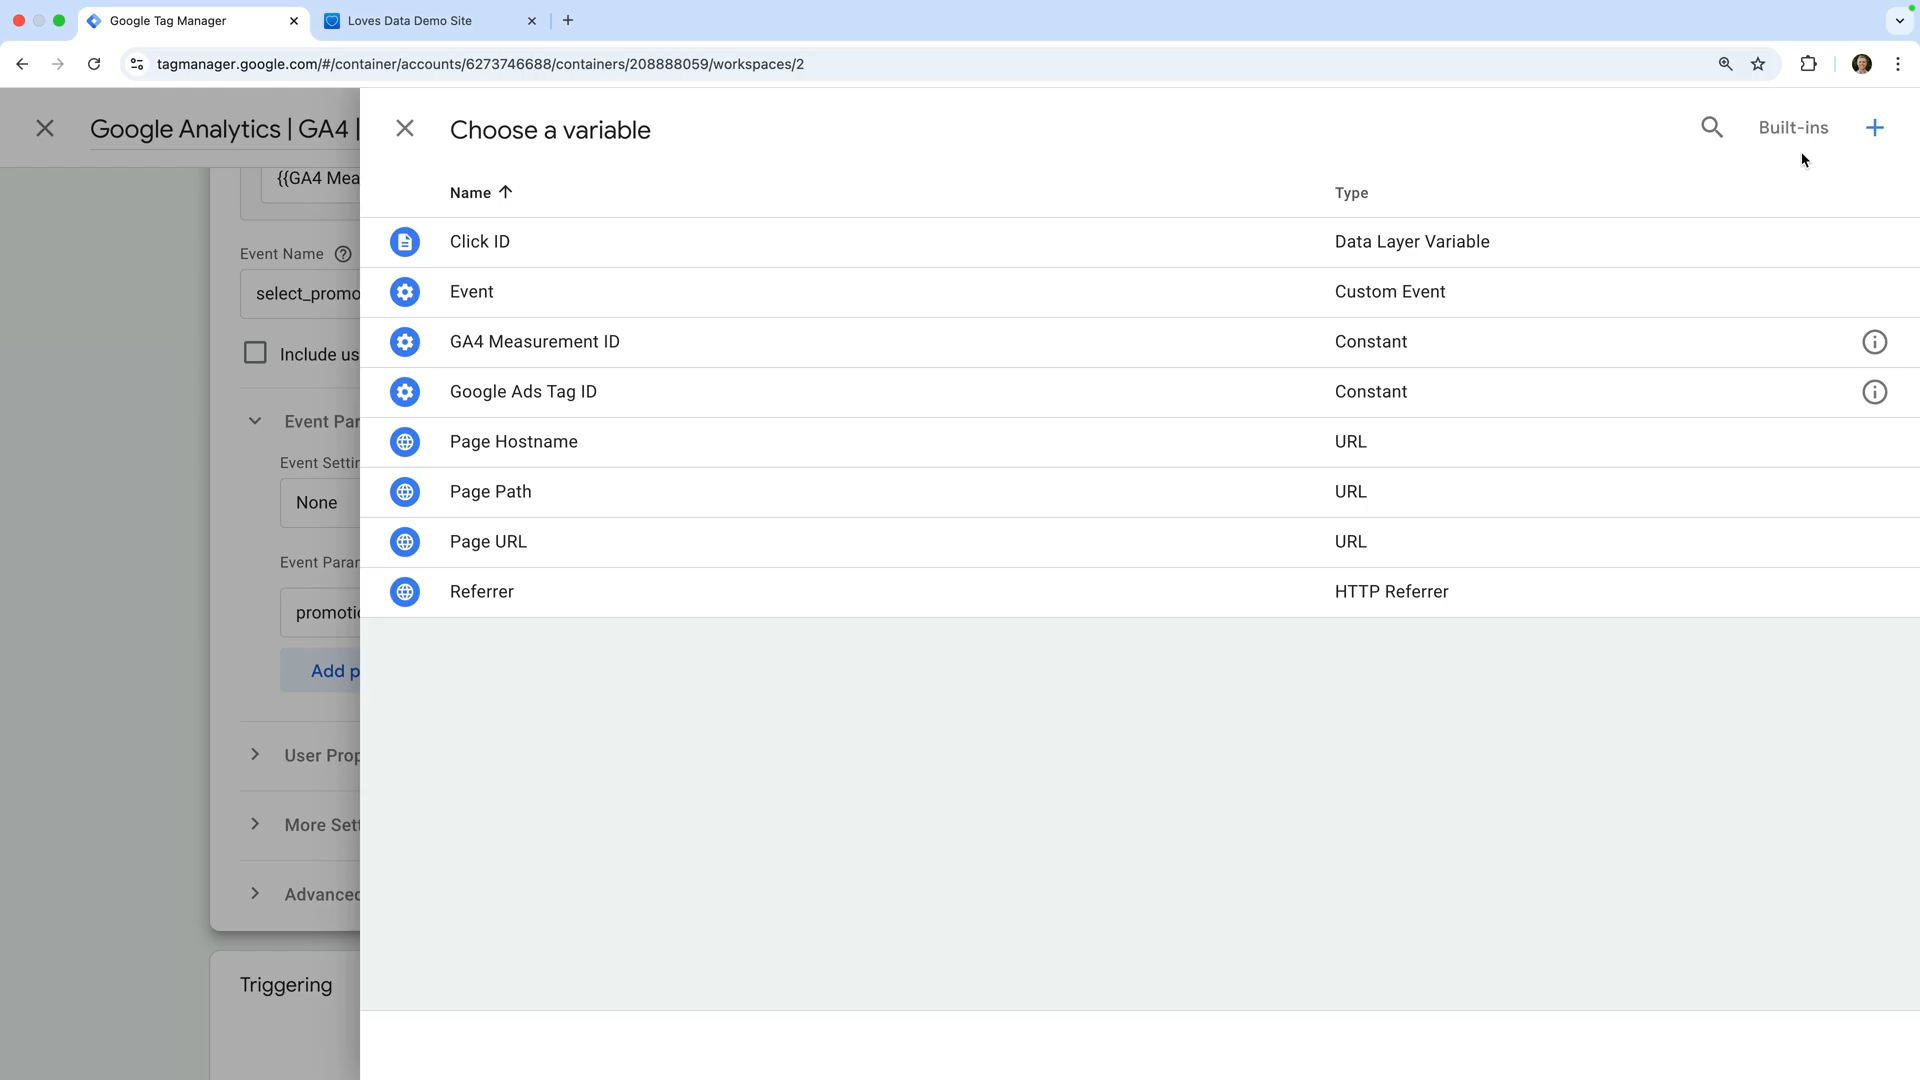 Google Tag Manager
Loves Data Demo Site
tagmanager.google.com/#/container/accounts/6273746688/containers/208888059/workspaces/2
Google Analytics | GA4 |
Choose a variable
Built-ins
{{GA4 Mea
Name
Type
Click ID
Data Layer Variable
Event Name
Event
Custom Event
select_promo
GA4 Measurement ID
Constant
Include us
Google Ads Tag ID
Constant
Event Par
Page Hostname
URL
Event Settin
Page Path
URL
None
Page URL
URL
Event Parar
Referrer
HTTP Referrer
promotio
Add p
User Prop
More Sett
Advanced
Triggering